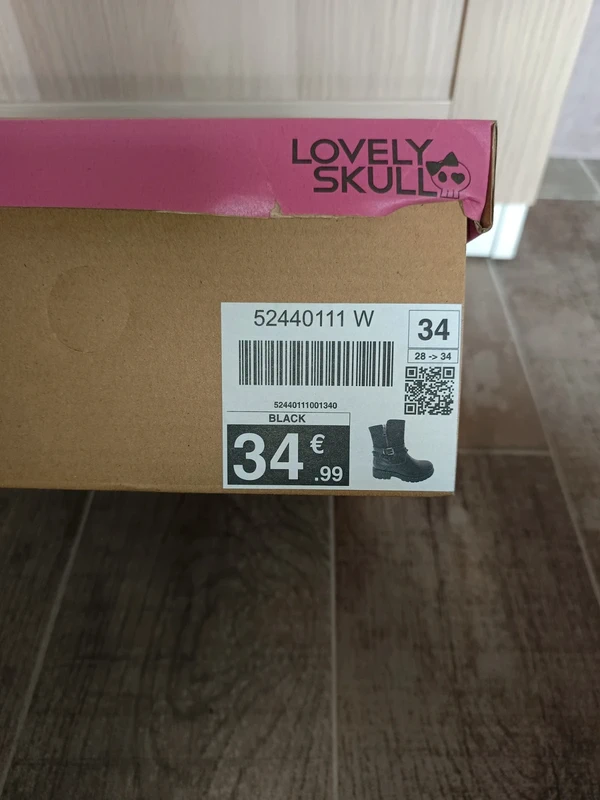 LOVELY
SKULL
52440111 W
34
28 -> 34
52440111001340
BLACK
34€.99